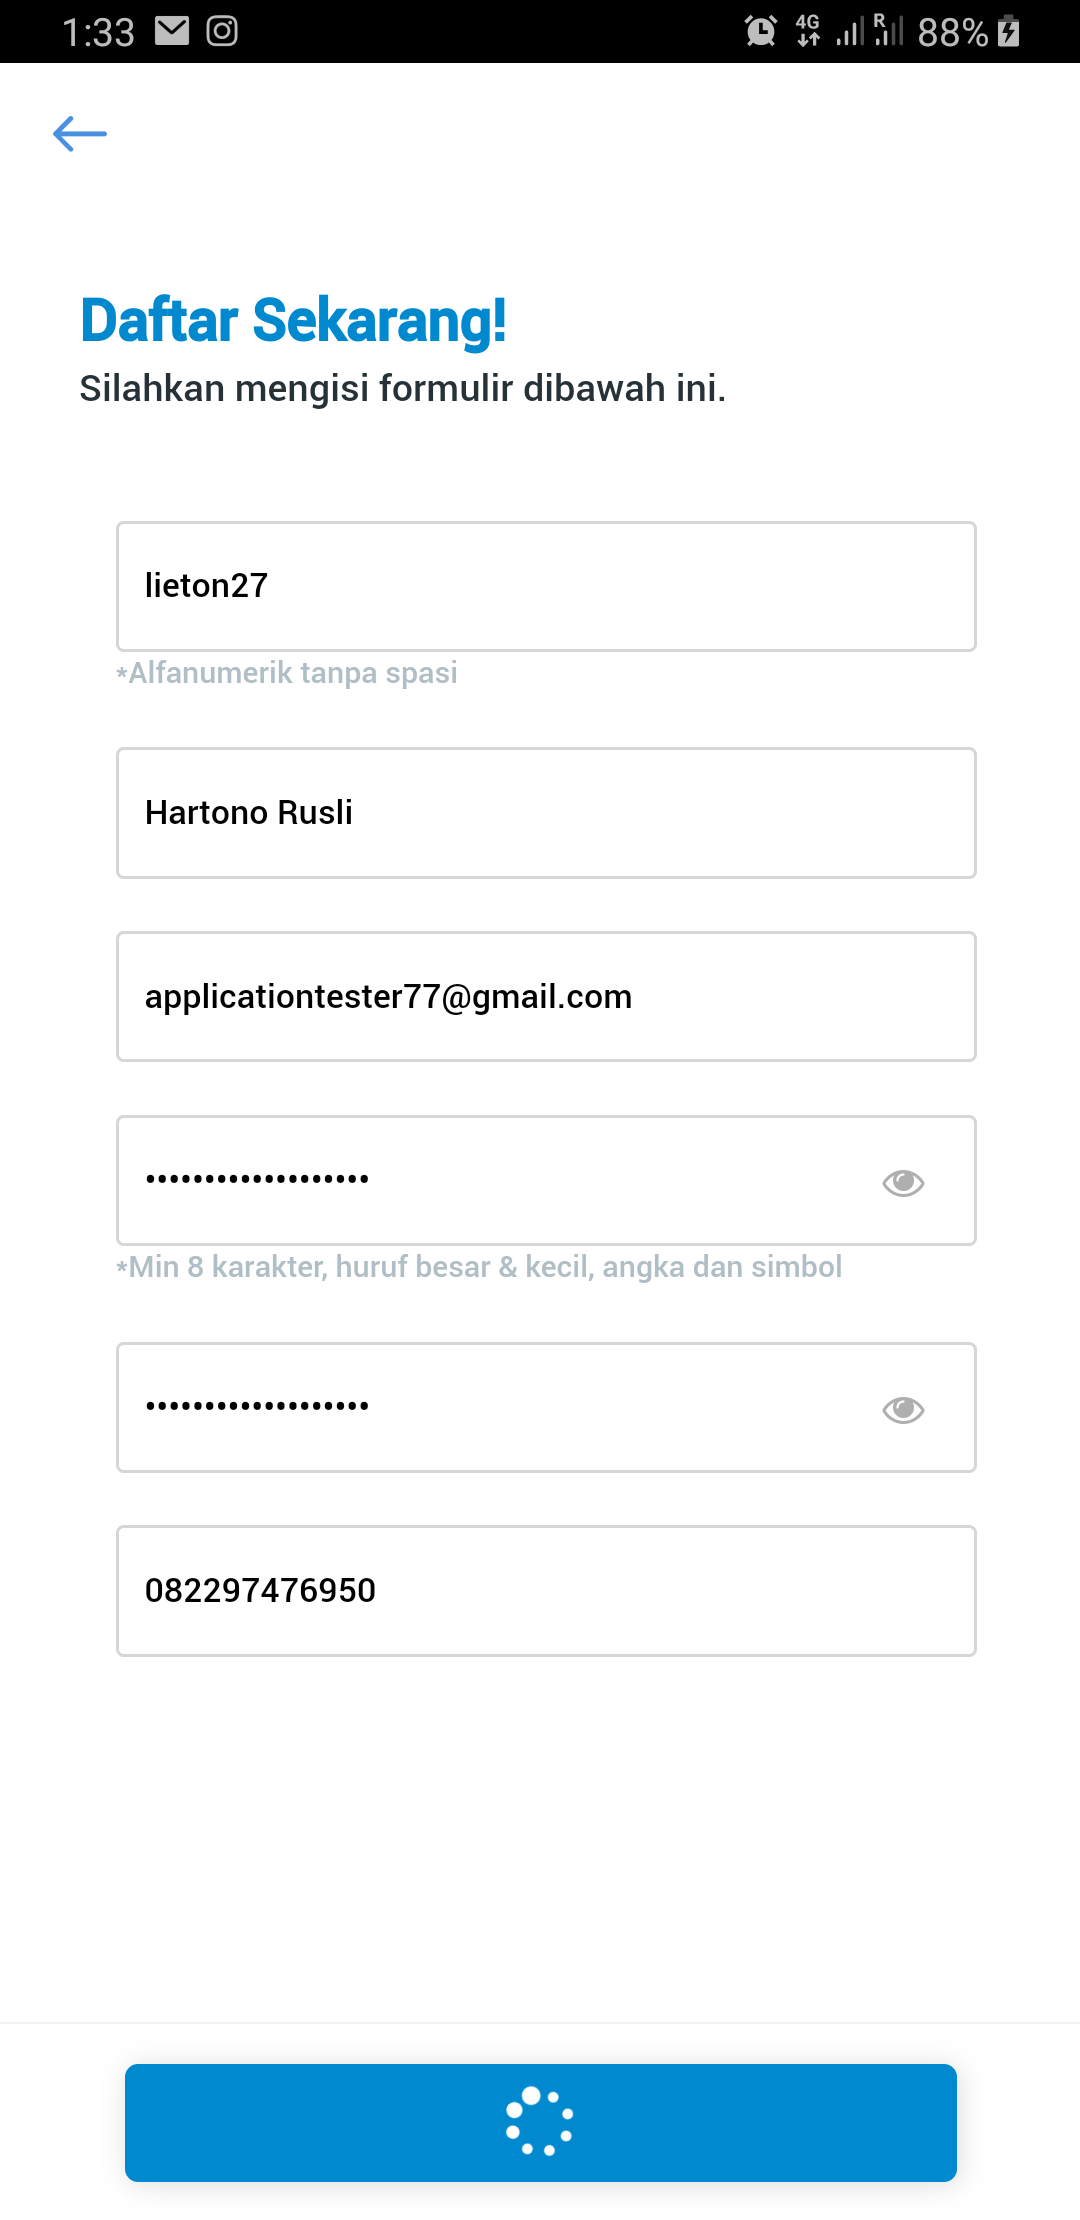 1:33 4G R 88%
Daftar Sekarang!
Silahkan mengisi formulir dibawah ini.
lieton27
*Alfanumerik tanpa spasi
Hartono Rusli
applicationtester77@gmail.com
•••••••••••••••••••
*Min 8 karakter, huruf besar & kecil, angka dan simbol
•••••••••••••••••••
082297476950